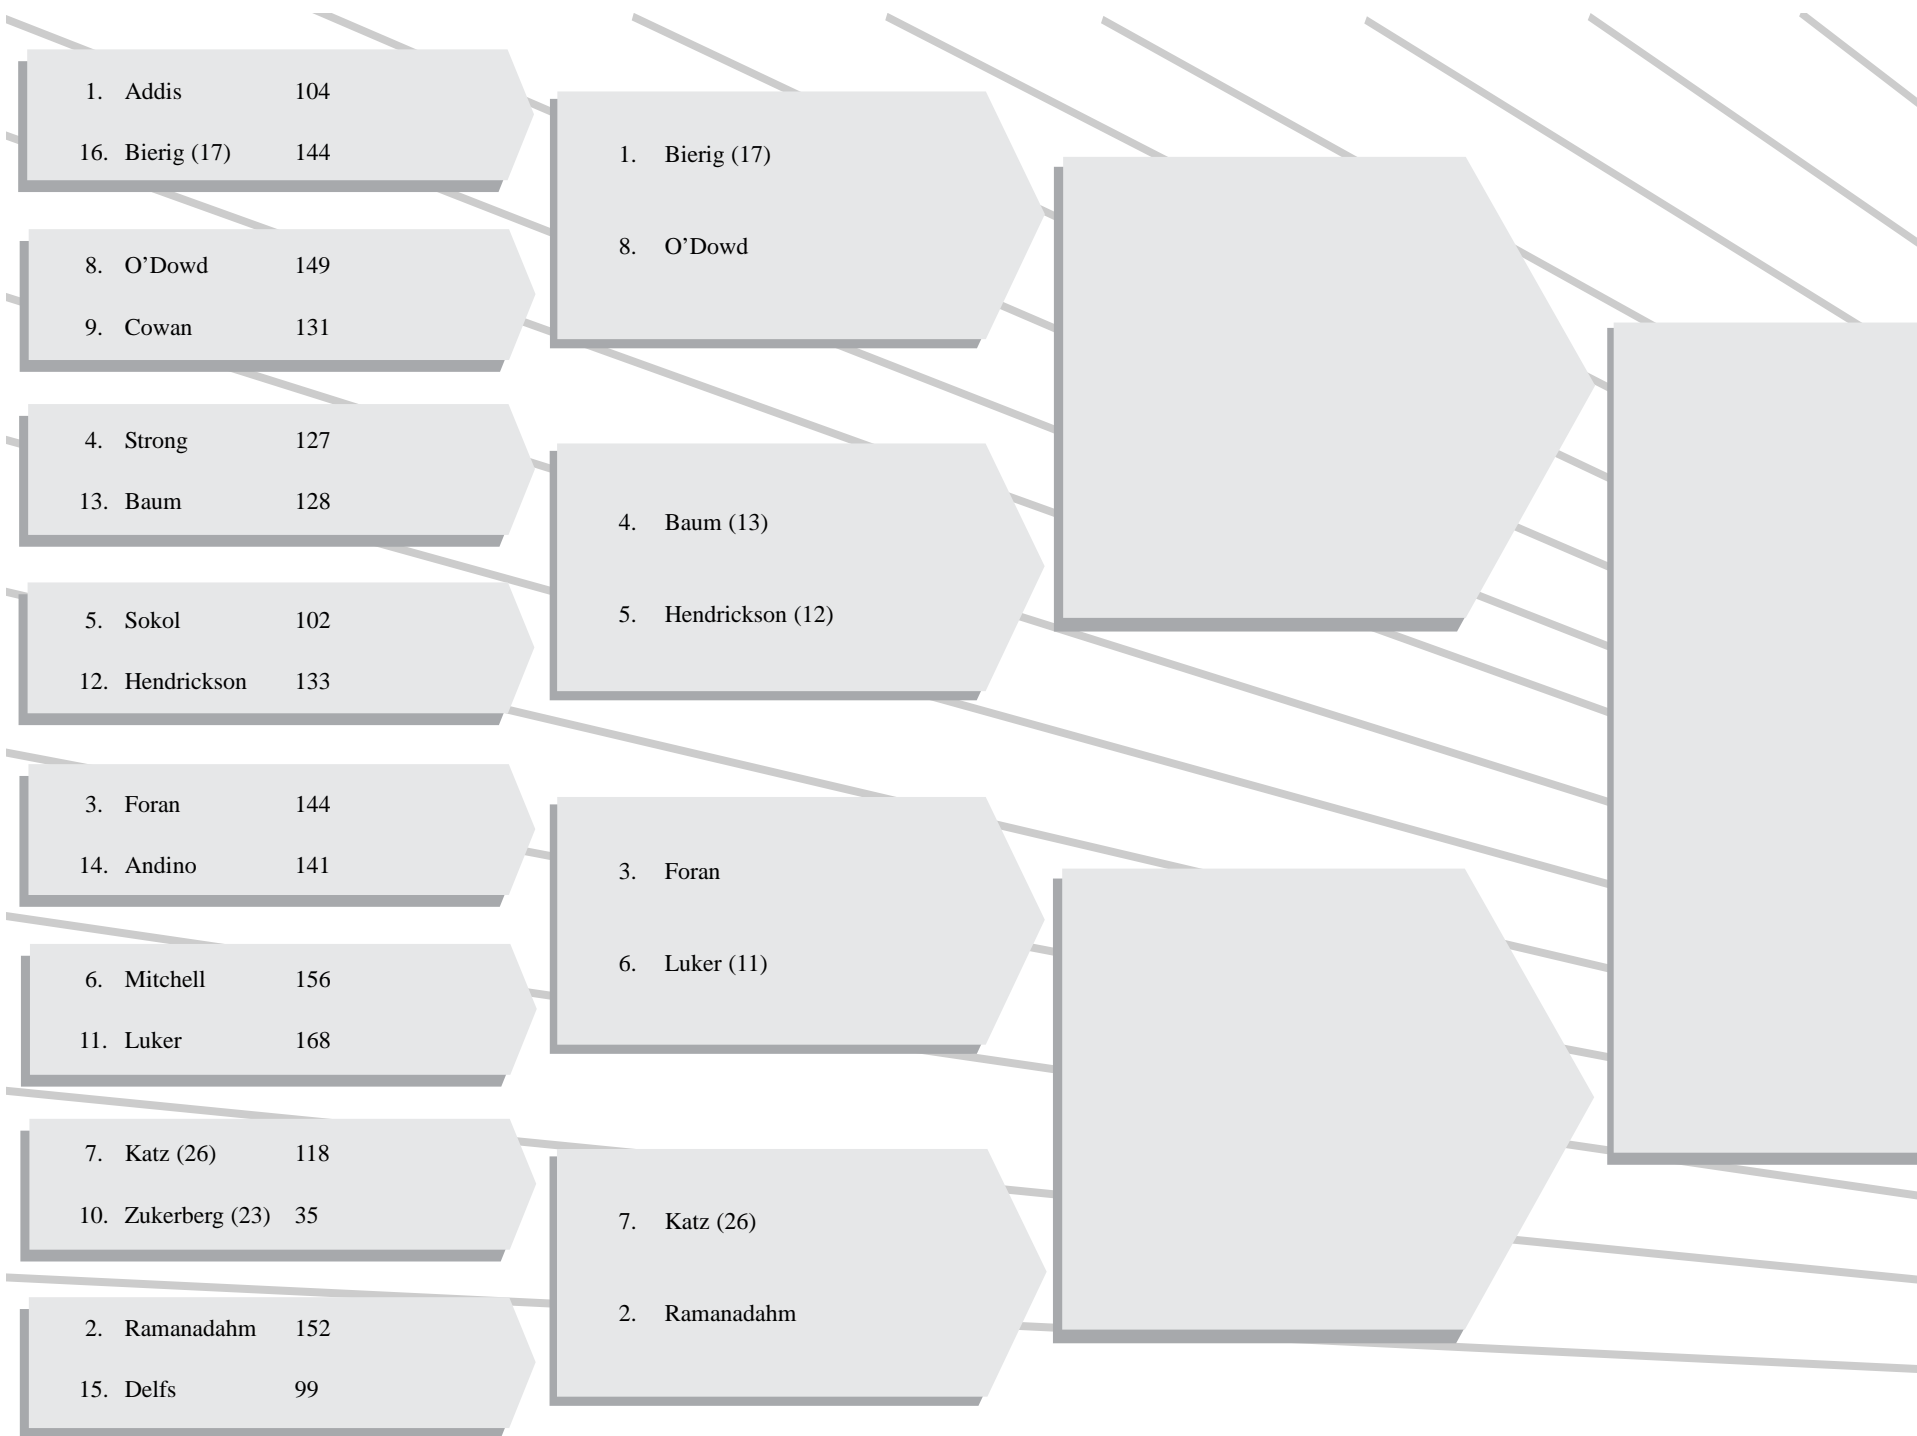 1. Addis 104
16. Bierig (17) 144
8. O’Dowd 149
9. Cowan 131
4. Strong 127
13. Baum 128
5. Sokol 102
12. Hendrickson 133
3. Foran 144
14. Andino 141
6. Mitchell 156
11. Luker 168
7. Katz (26) 118
10. Zukerberg (23) 35
2. Ramanadahm 152
15. Delfs 99
1. Bierig (17)
8. O’Dowd
4. Baum (13)
5. Hendrickson (12)
3. Foran
6. Luker (11)
7. Katz (26)
2. Ramanadahm